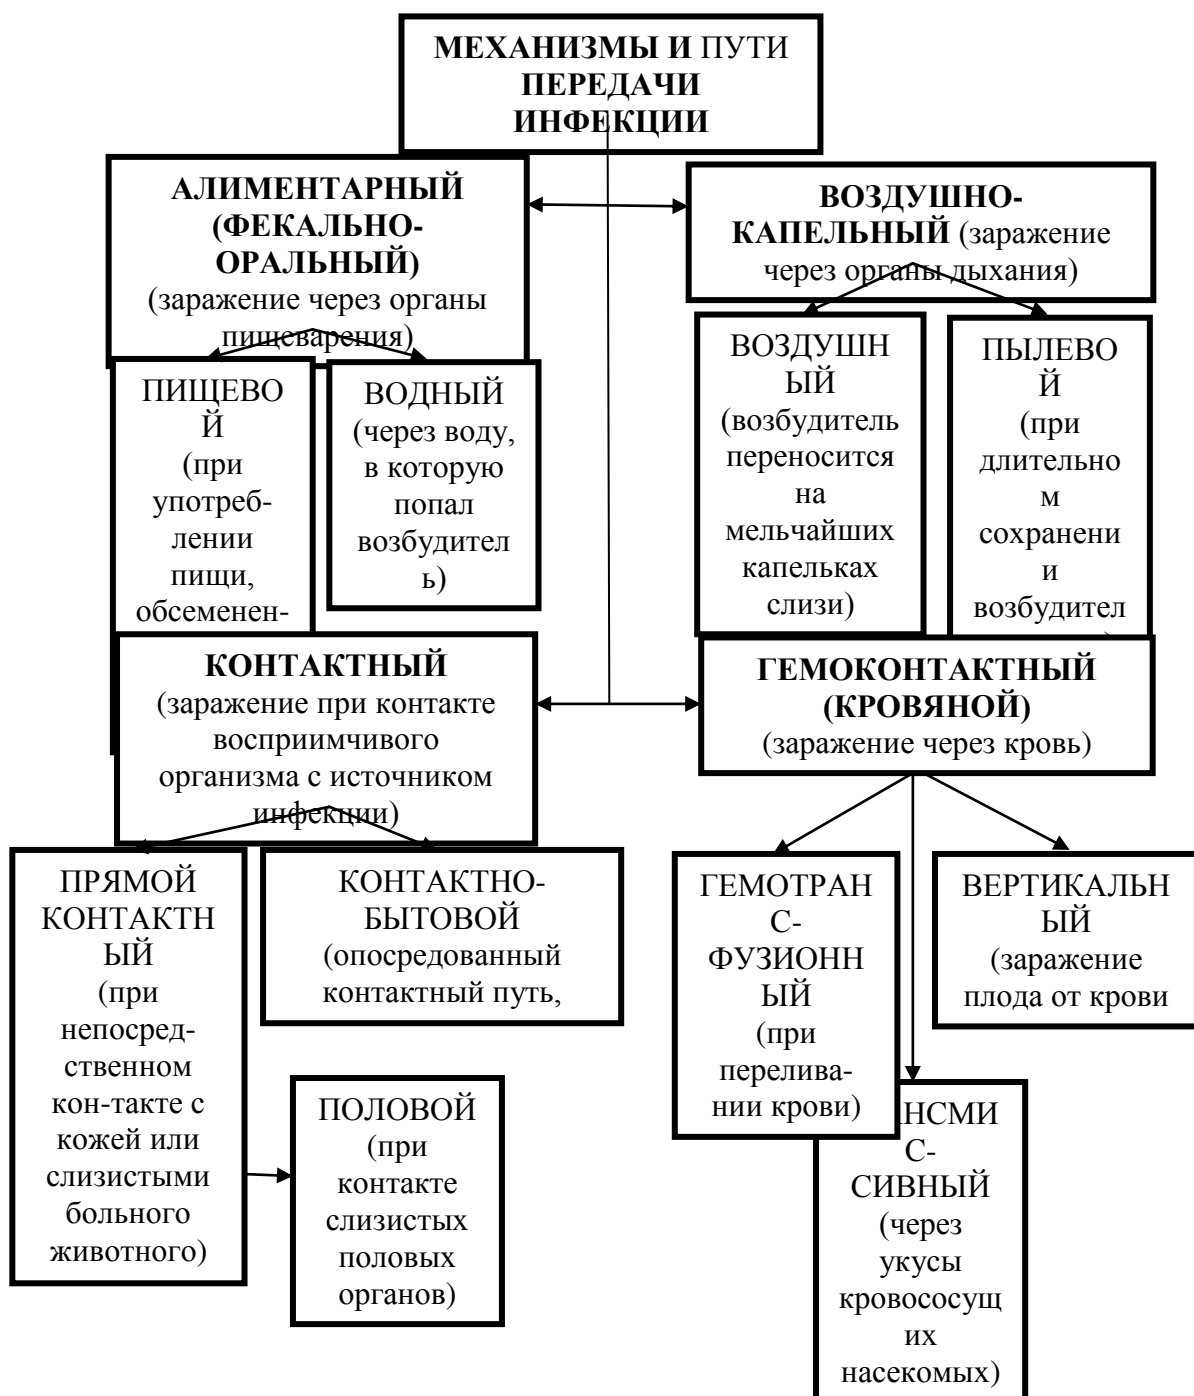 МЕХАНИЗМЫ И ПУТИ
ПЕРЕДАЧИ
ИНФЕКЦИИ
АЛИМЕНТАРНЫЙ
(ФЕКАЛЬНО-
ОРАЛЬНЫЙ)
(заражение через органы
пищеварения)
ВОЗДУШНО-
КАПЕЛЬНЫЙ (заражение
через органы дыхания)
ПИЩЕВО
Й
(при
употреб-
лении
пищи,
обсеменен-
ВОДНЫЙ
(через воду,
в которую
попал
возбудител
ь)
ВОЗДУШН
ЫЙ
(возбудитель
переносится
на
мельчайших
капельках
слизи)
ПЫЛЕВО
Й
(при
длительно
м
сохранени
и
возбудител
КОНТАКТНЫЙ
(заражение при контакте
восприимчивого
организма с источником
инфекции)
ГЕМОКОНТАКТНЫЙ
(КРОВЯНОЙ)
(заражение через кровь)
ПРЯМОЙ
КОНТАКТН
ЫЙ
(при
непосред-
ственном
кон-такте с
кожей или
слизистыми
больного
животного)
КОНТАКТНО-
БЫТОВОЙ
(опосредованный
контактный путь,
ПОЛОВОЙ
(при
контакте
слизистых
половых
органов)
ГЕМОТРАН
С-
ФУЗИОНН
ЫЙ
(при
перелива-
нии крови)
ВЕРТИКАЛЬН
ЫЙ
(заражение
плода от крови
НСМИ
С-
СИВНЫЙ
(через
укусы
кровососущ
их
насекомых)